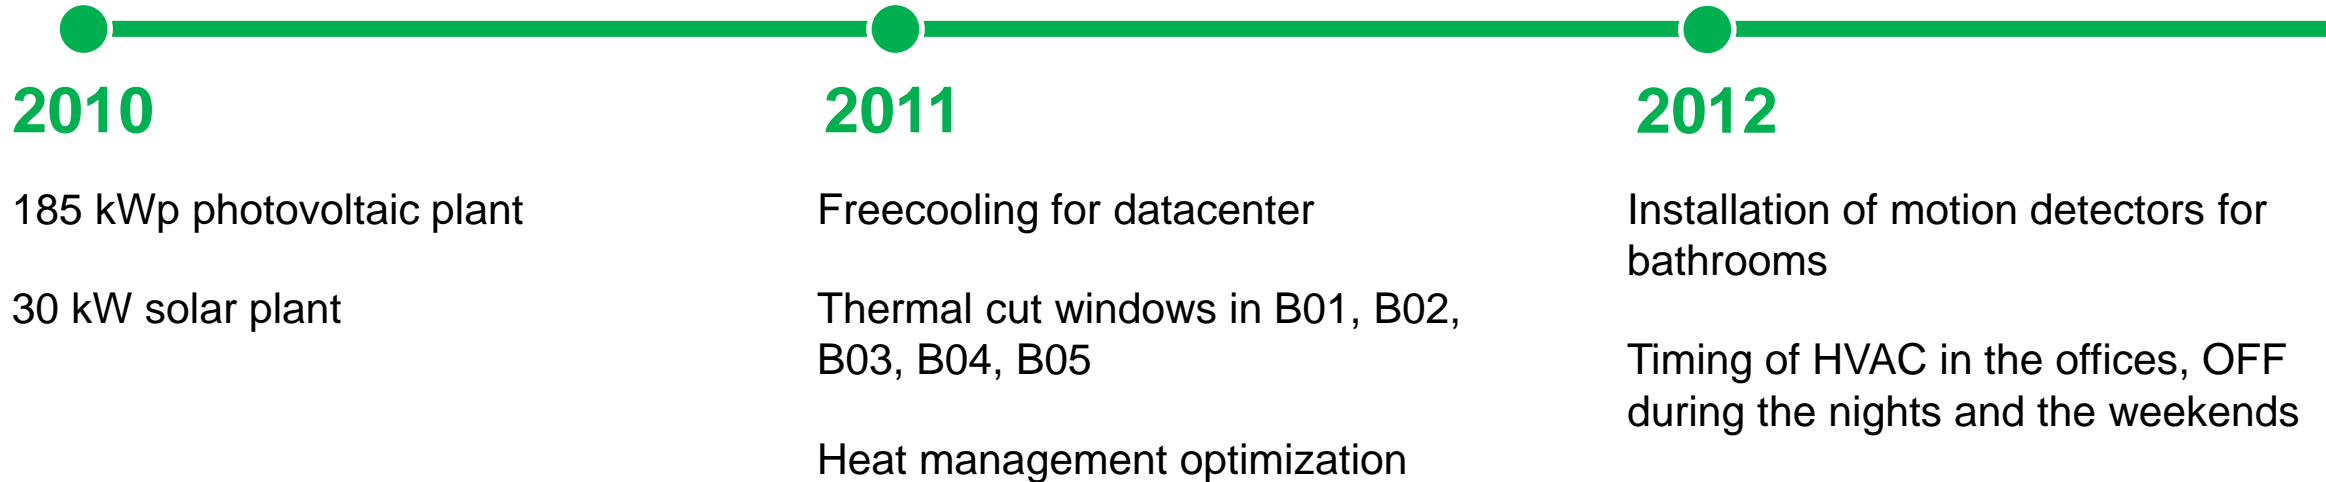 2010
185 kWp photovoltaic plant
30 kW solar plant
2011
Freecooling for datacenter
Thermal cut windows in B01, B02,
B03, B04, B05
Heat management optimization
2012
Installation of motion detectors for
bathrooms
Timing of HVAC in the offices, OFF
during the nights and the weekends